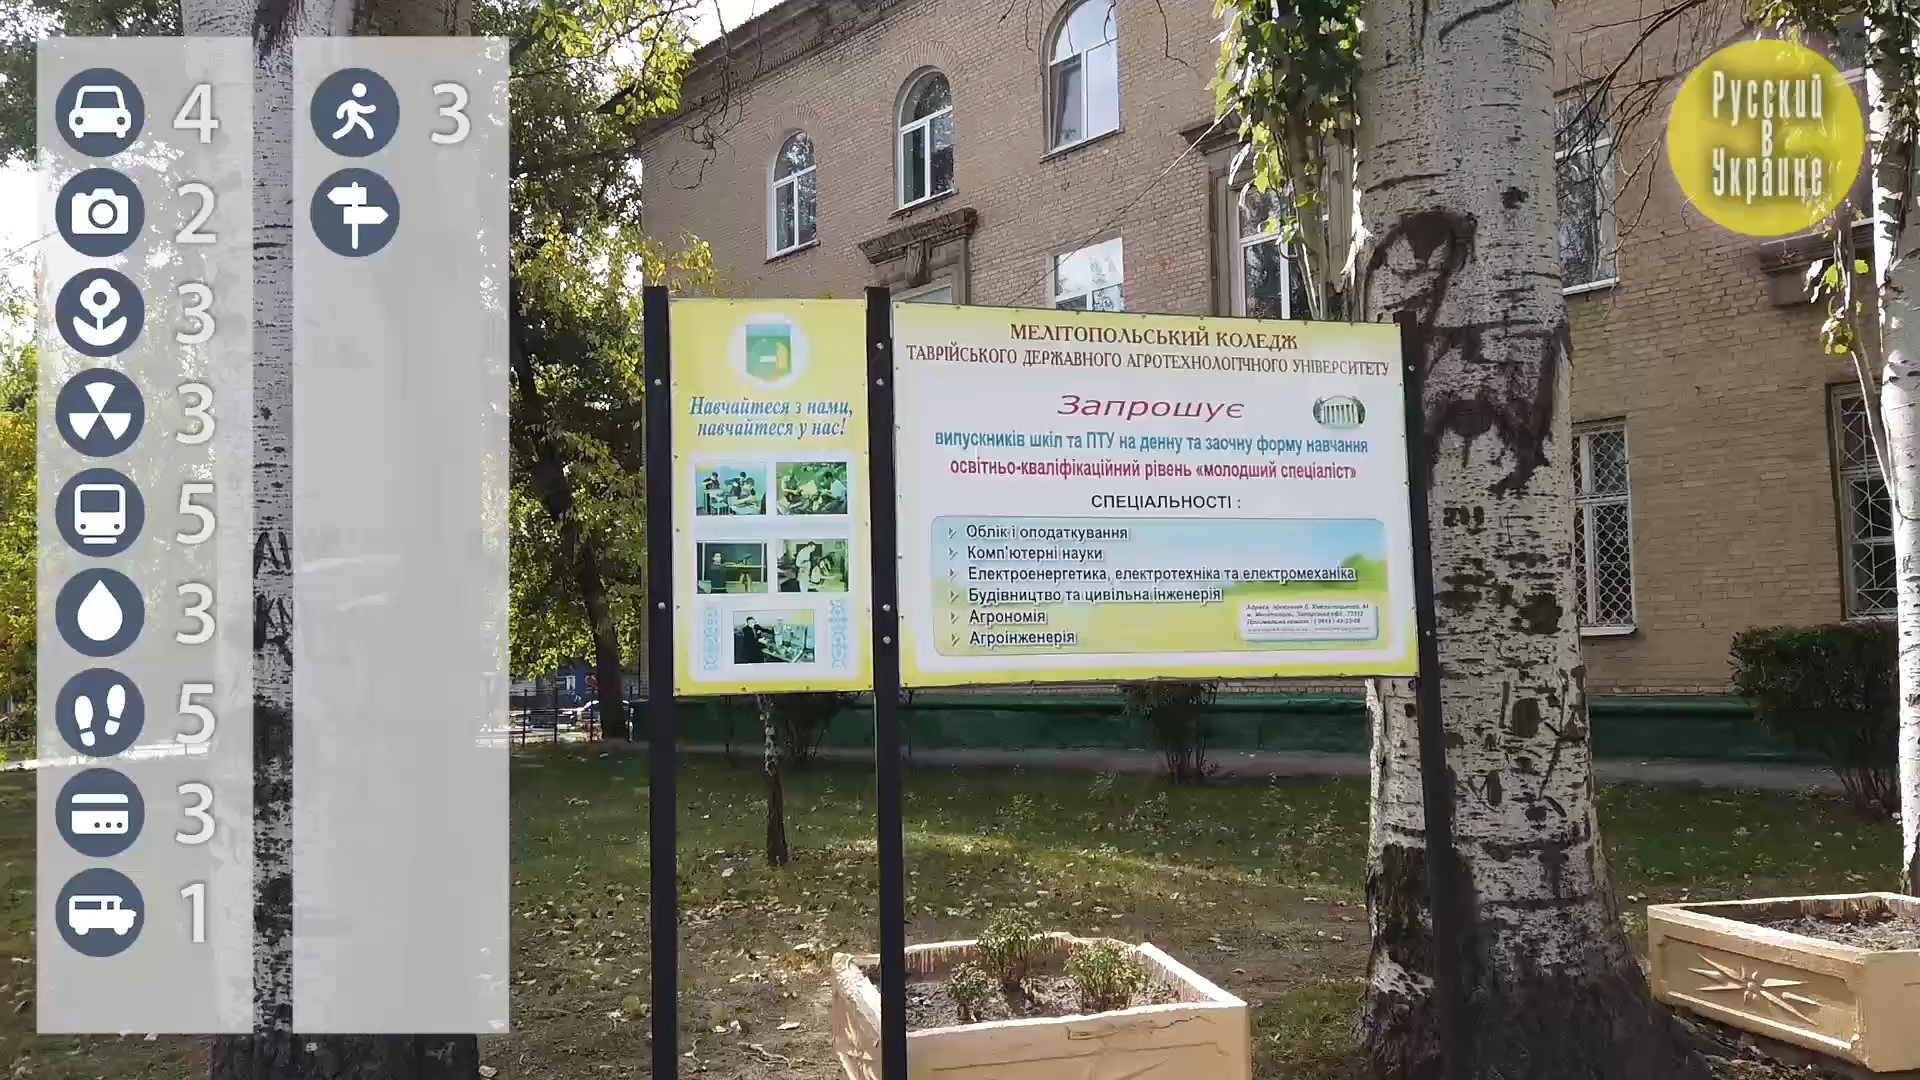 4
2
3
3
5
3
5
3
1
3
Русский
в
Украине
Навчайтеся з нами,
навчайтеся у нас!
МЕЛІТОПОЛЬСЬКИЙ КОЛЕДЖ
ТАВРІЙСЬКОГО ДЕРЖАВНОГО АГРОТЕХНОЛОГІЧНОГО УНІВЕРСИТЕТУ
Запрошує
випускників шкіл та ПТУ на денну та заочну форму навчання
освітньо-кваліфікаційний рівень «молодший спеціаліст»
СПЕЦІАЛЬНОСТІ :
Облік і оподаткування
Комп'ютерні науки
Електроенергетика, електротехніка та електромеханіка
Будівництво та цивільна інженерія
Агрономія
Агроінженерія